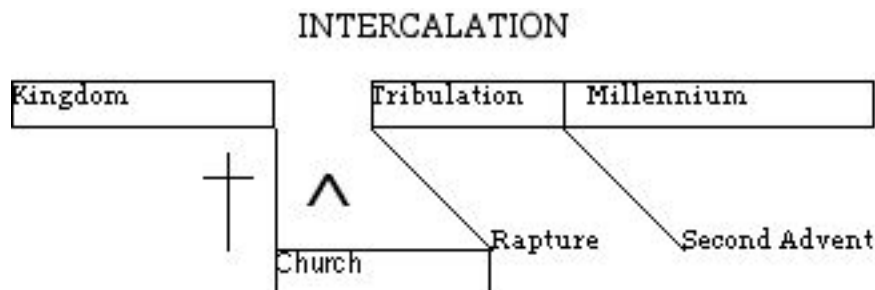 INTERCALATION
Kingdom
Tribulation
Millennium
Rapture
Second Advent
Church